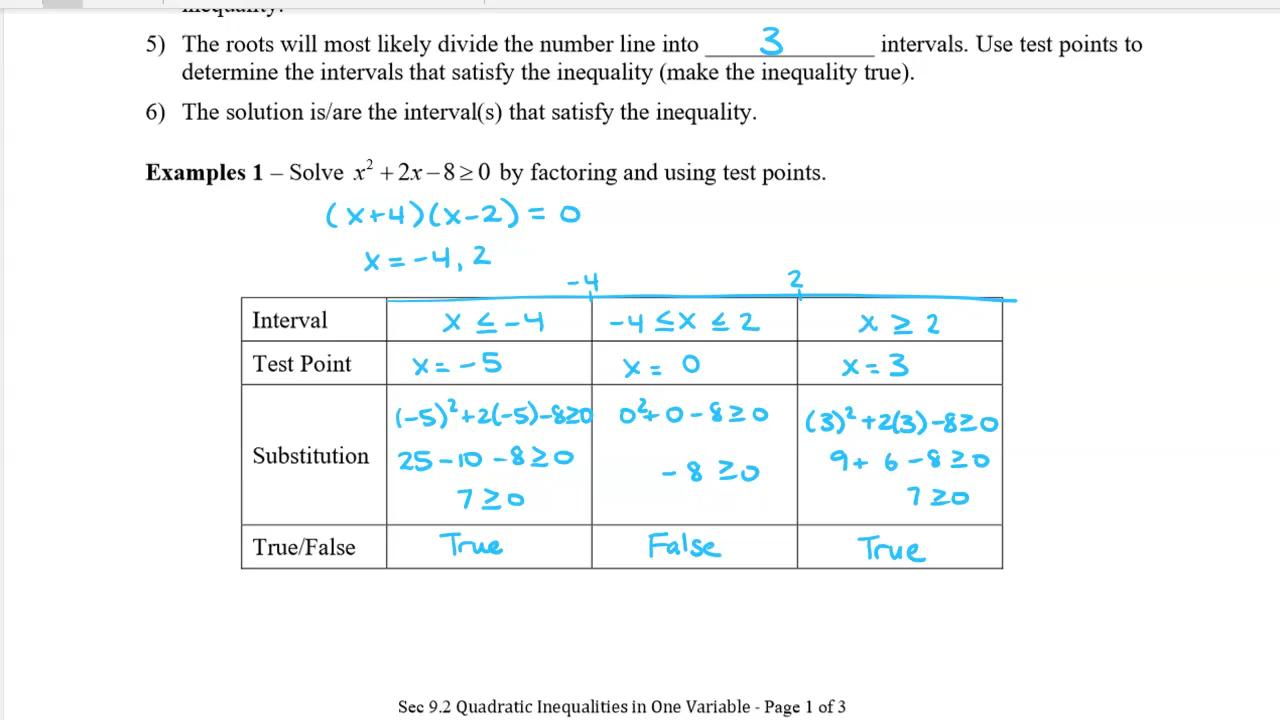 inequality.
5) The roots will most likely divide the number line into 3 intervals. Use test points to
determine the intervals that satisfy the inequality (make the inequality true).
6) The solution is/are the interval(s) that satisfy the inequality.
Examples 1 – Solve x² + 2x – 8 ≥ 0 by factoring and using test points.
(x+4)(x-2) = 0
x = -4, 2
-4 2
Interval x ≤ -4 -4 ≤ x ≤ 2 x ≥ 2
Test Point x = -5 x = 0 x = 3
Substitution (-5)²+2(-5)-8≥0 0²+0-8≥0 (3)²+2(3)-8≥0
25-10-8≥0 -8≥0 9+6-8≥0
7≥0 7≥0
True/False True False True
Sec 9.2 Quadratic Inequalities in One Variable - Page 1 of 3